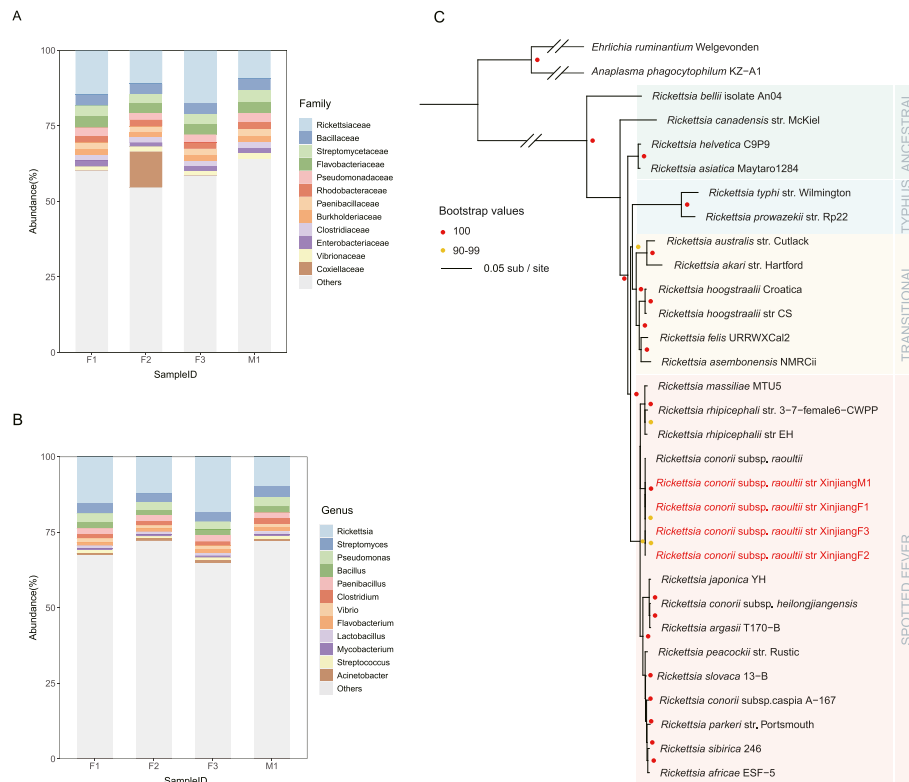 A
100
75
50
25
0
Abundance(%)
F1
F2
F3
M1
SampleID
Family
Rickettsiaceae
Bacillaceae
Streptomycetaceae
Flavobacteriaceae
Pseudomonadaceae
Rhodobacteraceae
Paenibacillaceae
Burkholderiaceae
Clostridiaceae
Enterobacteriaceae
Vibrionaceae
Coxiellaceae
Others
B
100
75
50
25
0
Abundance(%)
F1
F2
F3
M1
SampleID
Genus
Rickettsia
Streptomyces
Pseudomonas
Bacillus
Paenibacillus
Clostridium
Vibrio
Flavobacterium
Lactobacillus
Mycobacterium
Streptococcus
Acinetobacter
Others
C
Bootstrap values
100
90-99
0.05 sub / site
Ehrlichia ruminantium Welgevonden
Anaplasma phagocytophilum KZ−A1
Rickettsia bellii isolate An04
Rickettsia canadensis str. McKiel
Rickettsia helvetica C9P9
Rickettsia asiatica Maytaro1284
Rickettsia typhi str. Wilmington
Rickettsia prowazekii str. Rp22
Rickettsia australis str. Cutlack
Rickettsia akari str. Hartford
Rickettsia hoogstraalii Croatica
Rickettsia hoogstraalii str CS
Rickettsia felis URRWXCal2
Rickettsia asembonensis NMRCii
Rickettsia massiliae MTU5
Rickettsia rhipicephali str. 3−7−female6−CWPP
Rickettsia rhipicephalii str EH
Rickettsia conorii subsp. raoultii
Rickettsia conorii subsp. raoultii str XinjiangM1
Rickettsia conorii subsp. raoultii str XinjiangF1
Rickettsia conorii subsp. raoultii str XinjiangF3
Rickettsia conorii subsp. raoultii str XinjiangF2
Rickettsia japonica YH
Rickettsia conorii subsp. heilongjiangensis
Rickettsia argasii T170−B
Rickettsia peacockii str. Rustic
Rickettsia slovaca 13−B
Rickettsia conorii subsp.caspia A−167
Rickettsia parkeri str. Portsmouth
Rickettsia sibirica 246
Rickettsia africae ESF−5
ANCESTRAL
TYPHUS
TRANSITIONAL
SPOTTED FEVER